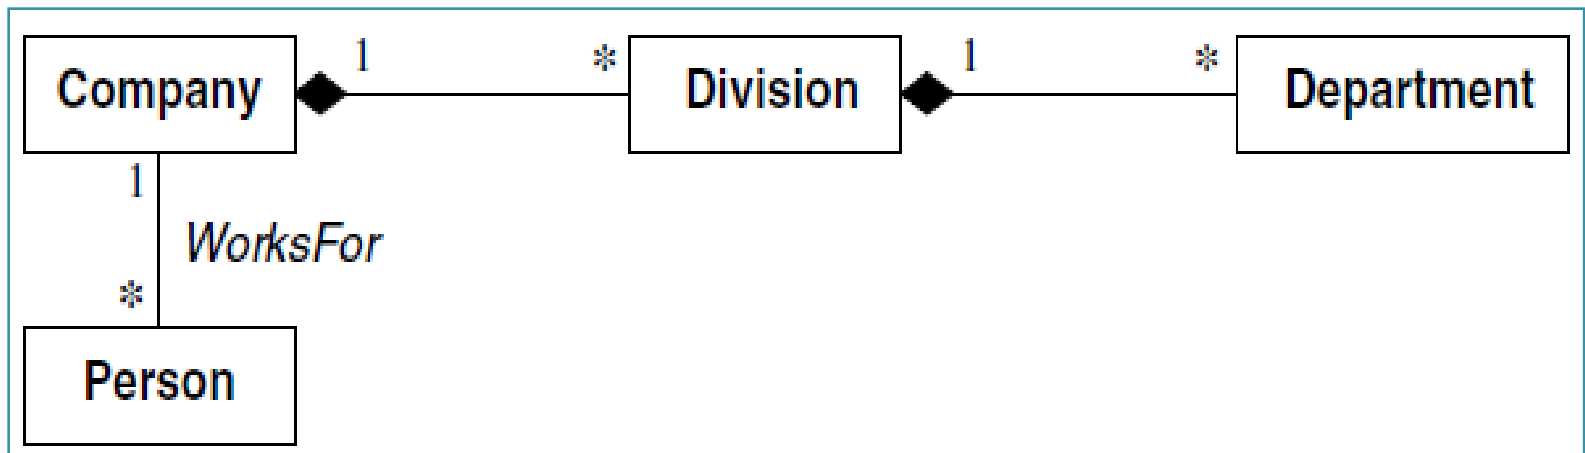 Company 1 * Division 1 * Department
1
WorksFor
*
Person